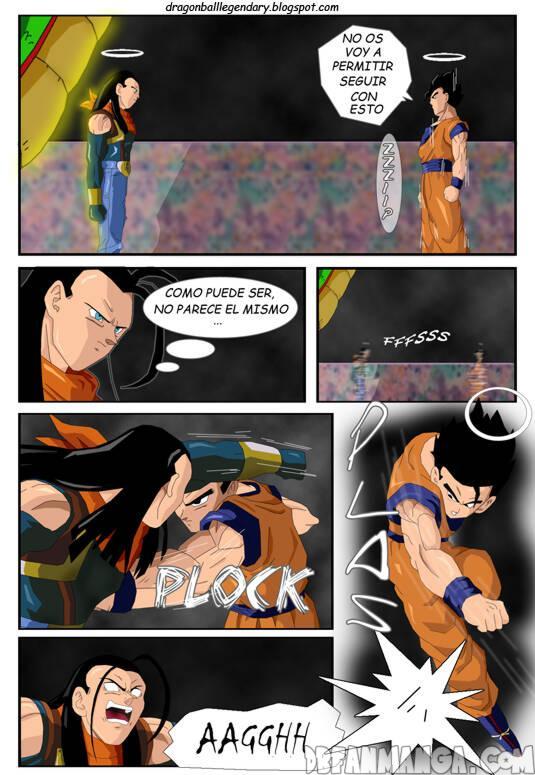 dragonballlegendary.blogspot.com
NO OS
VOY A
PERMITIR
SEGUIR
CON
ESTO
ZZZIIP
COMO PUEDE SER,
NO PARECE EL MISMO
...
FFFSSS
PLOCK
PLAS
AAGGHH
DBFANMANGA.COM